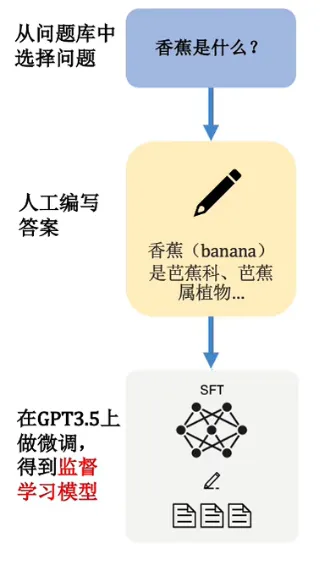 从问题库中
选择问题
香蕉是什么？
人工编写
答案
香蕉（banana）
是芭蕉科、芭蕉
属植物...
在GPT3.5上
做微调，
得到监督
学习模型
SFT